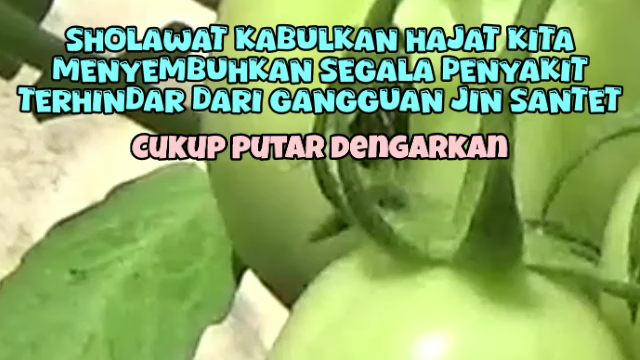 SHOLAWAT KABULKAN HAJAT KITA
MENYEMBUHKAN SEGALA PENYAKIT
TERHINDAR DARI GANGGUAN JIN SANTET
CUKUP PUTAR DENGARKAN